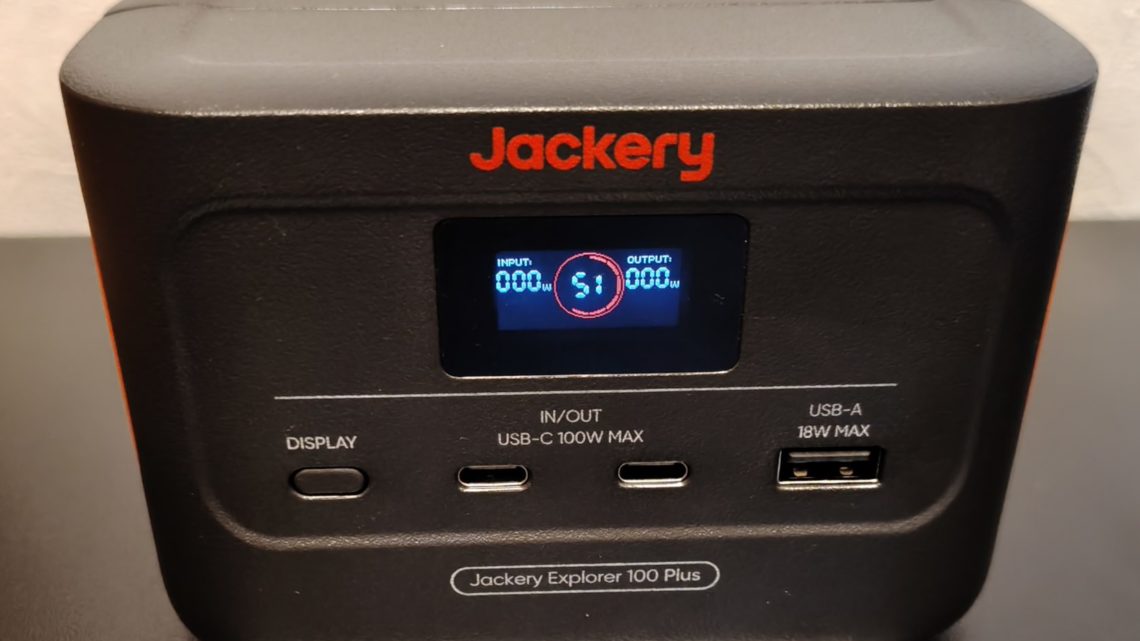 Jackery
INPUT: OUTPUT:
000W 51 000W
IN/OUT
USB-C 100W MAX
USB-A
18W MAX
DISPLAY
Jackery Explorer 100 Plus